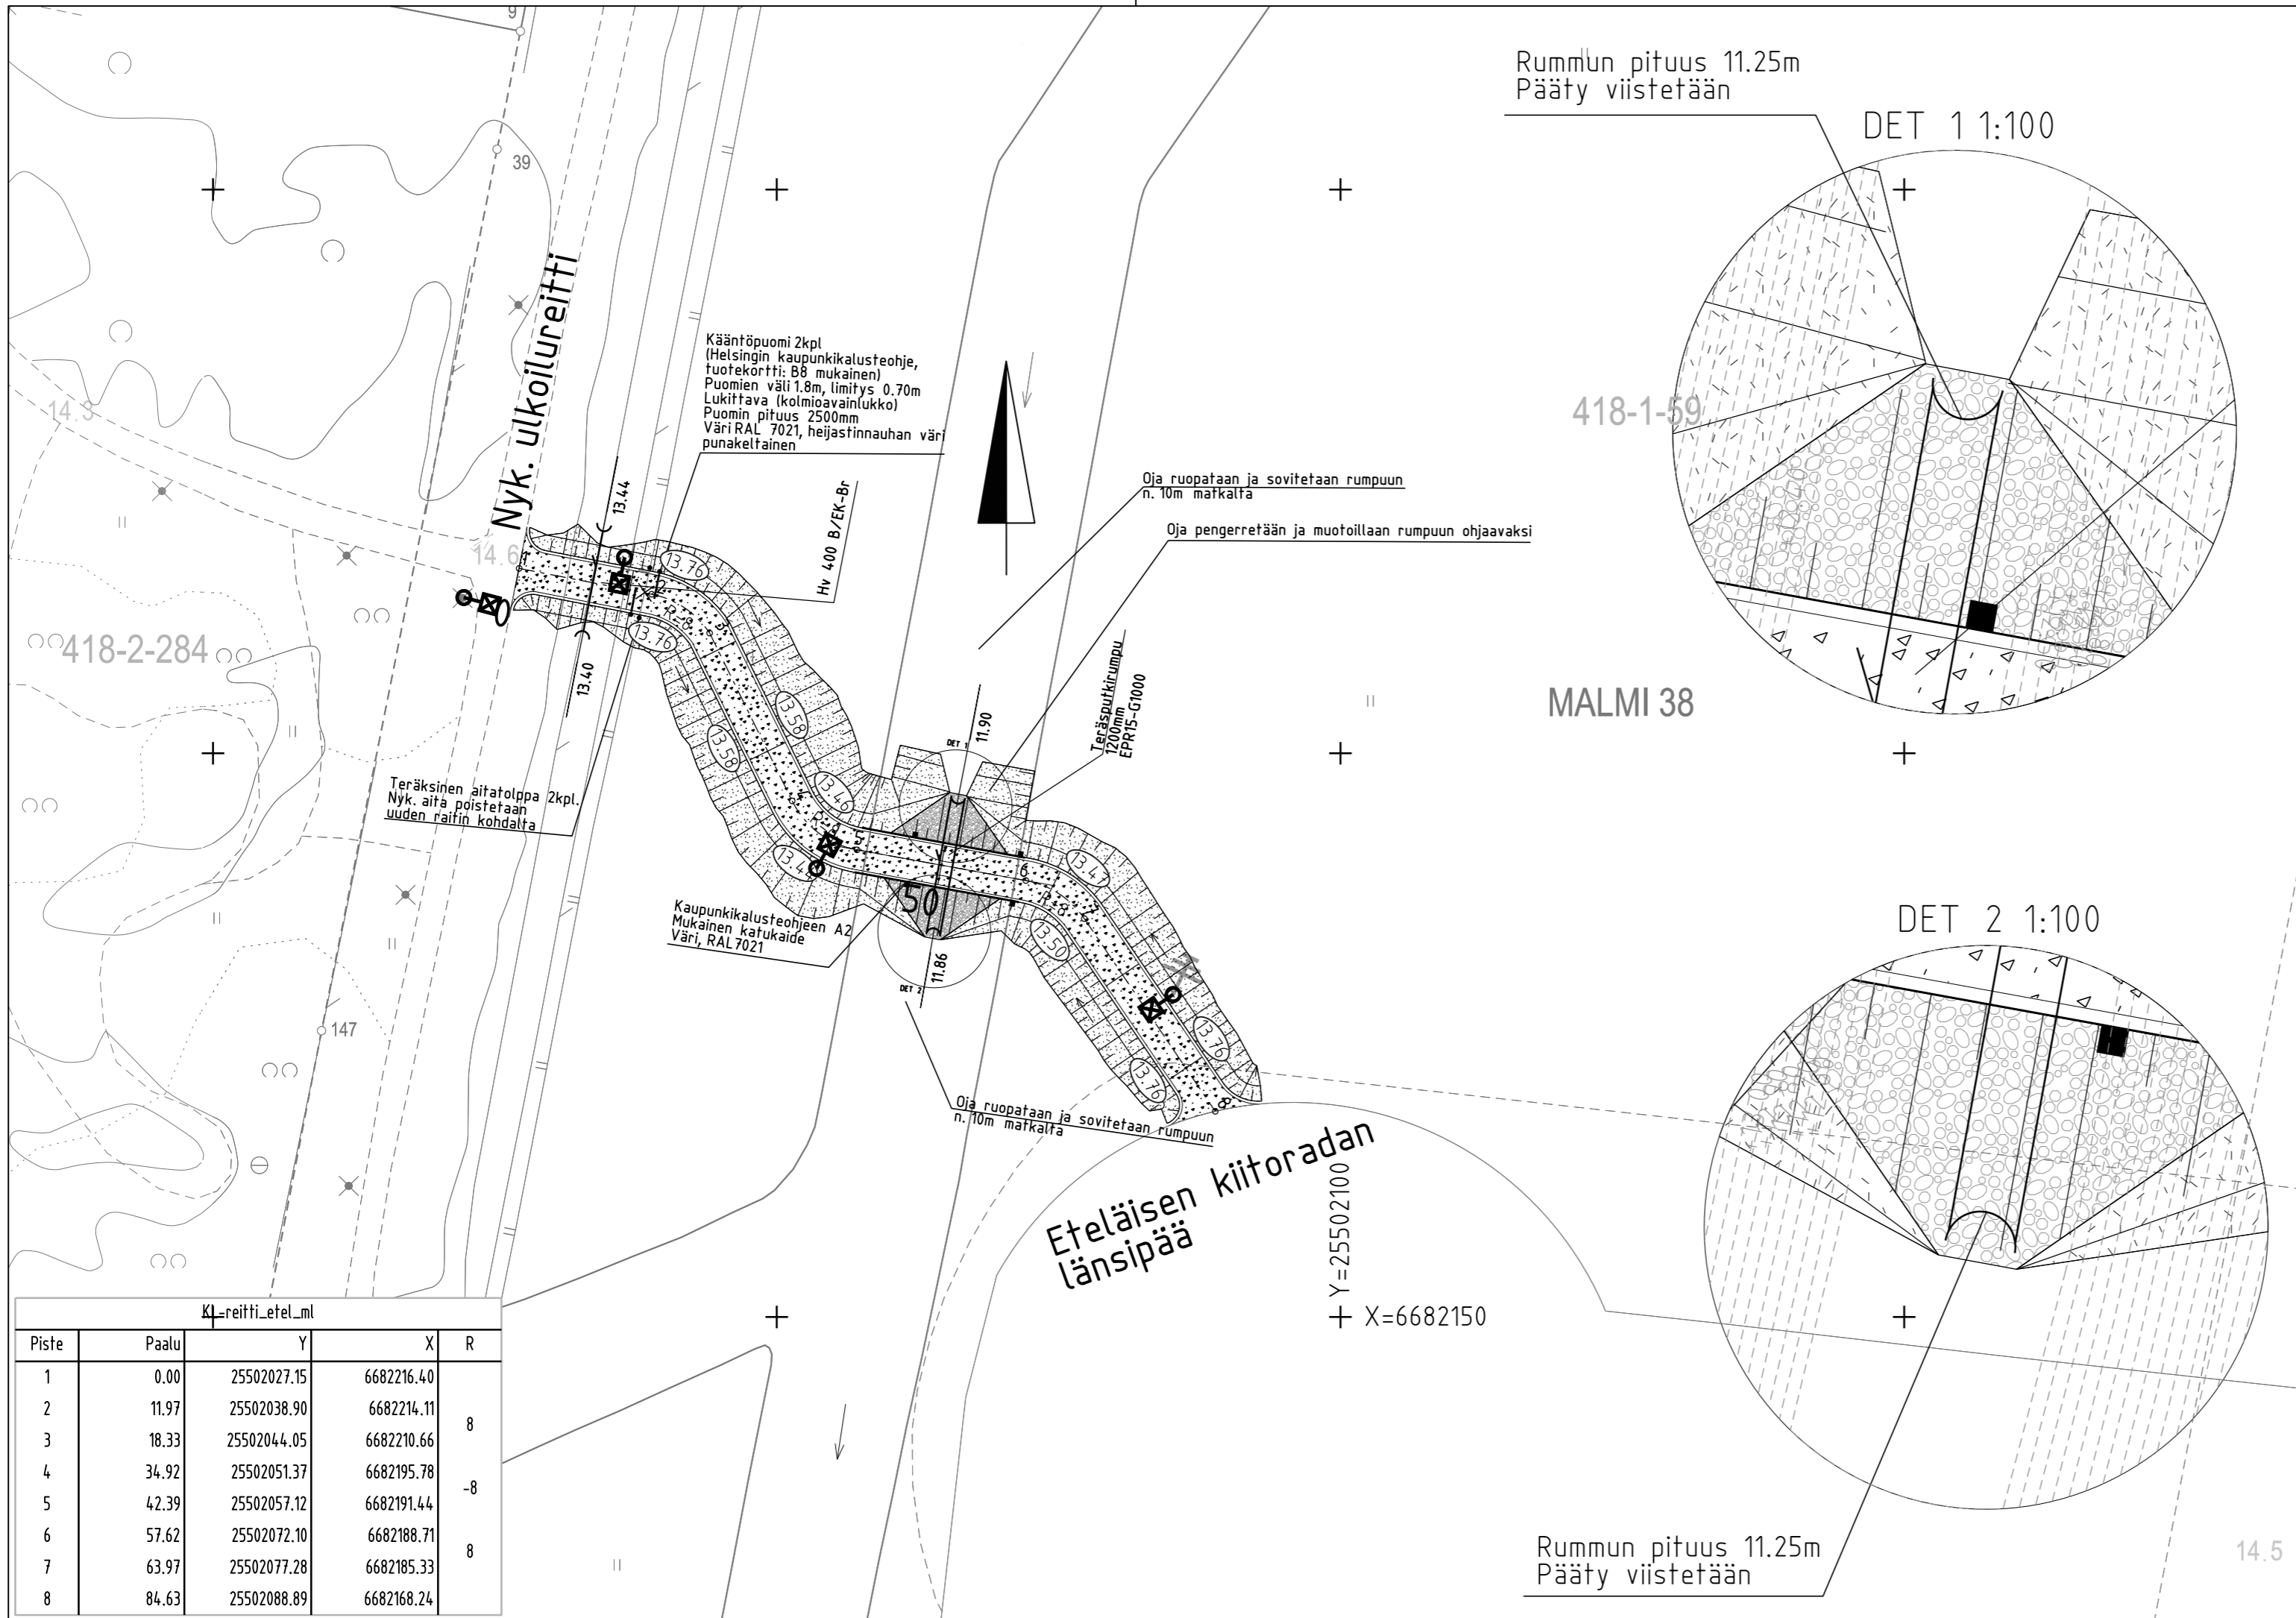 9
39
Rummun pituus 11.25m
Pääty viistetään
DET 1 1:100
Nyk. ulkoilureitti
Kääntöpuomi 2kpl
(Helsingin kaupunkikalusteohje,
tuotekortti: B8 mukainen)
Puomien väli 1.8m, limitys 0.70m
Lukittava (kolmioavainlukko)
Puomin pituus 2500mm
Väri RAL 7021, heijastinnauhan väri
punakeltainen
14.3
418-1-59
13.44
Hv 400 B/EK-Br
Oja ruopataan ja sovitetaan rumpuun
n. 10m matkalta
Oja pengerretään ja muotoillaan rumpuun ohjaavaksi
14.6
1
13.76
2
R=8
3
13.76
418-2-284
13.40
13.58
13.58
11.90
DET 1
Teräsputkirumpu
1200mm
EPR15-G1000
MALMI 38
Teräksinen aitatolppa 2kpl.
Nyk. aita poistetaan
uuden raitin kohdalta
13.46
4
5
6
13.47
50
7
Kaupunkikalusteohjeen A2
Mukainen katukaide
Väri, RAL7021
13.50
11.86
DET 2
DET 2 1:100
147
13.76
13.76
8
Oja ruopataan ja sovitetaan rumpuun
n. 10m matkalta
Eteläisen kiitoradan
länsipää
Y=25502100
X=6682150
KL=reitti_etel_ml
Piste Paalu Y X R
1 0.00 25502027.15 6682216.40
2 11.97 25502038.90 6682214.11
8
3 18.33 25502044.05 6682210.66
4 34.92 25502051.37 6682195.78
-8
5 42.39 25502057.12 6682191.44
6 57.62 25502072.10 6682188.71
8
7 63.97 25502077.28 6682185.33
8 84.63 25502088.89 6682168.24
Rummun pituus 11.25m
Pääty viistetään
14.5